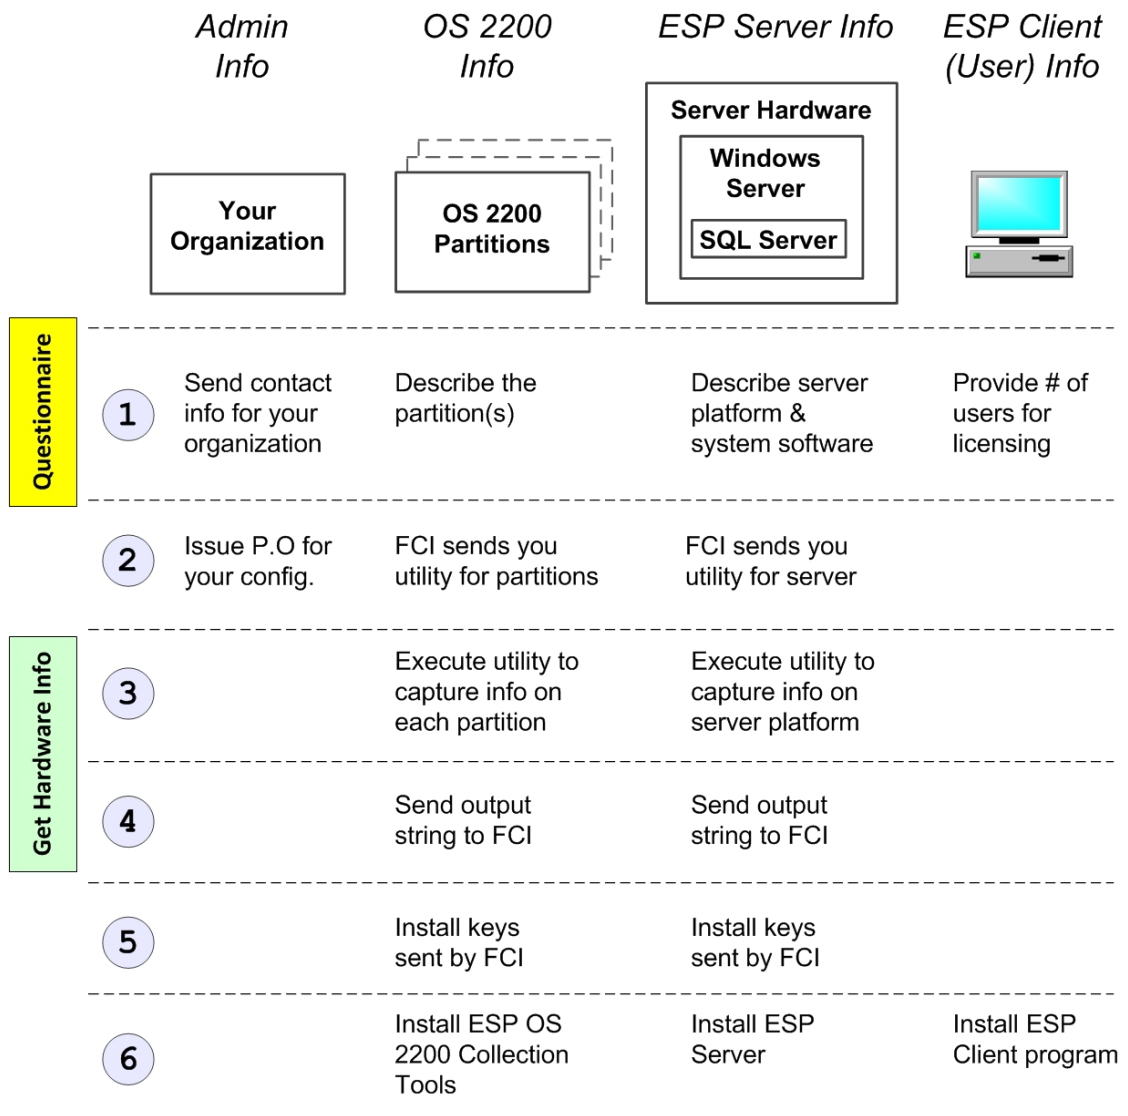 Admin
Info
OS 2200
Info
ESP Server Info
ESP Client
(User) Info
Your
Organization
OS 2200
Partitions
Server Hardware
Windows
Server
SQL Server
Questionnaire
1
Send contact
info for your
organization
Describe the
partition(s)
Describe server
platform &
system software
Provide # of
users for
licensing
2
Issue P.O for
your config.
FCI sends you
utility for partitions
FCI sends you
utility for server
Get Hardware Info
3
Execute utility to
capture info on
each partition
Execute utility to
capture info on
server platform
4
Send output
string to FCI
Send output
string to FCI
5
Install keys
sent by FCI
Install keys
sent by FCI
6
Install ESP OS
2200 Collection
Tools
Install ESP
Server
Install ESP
Client program